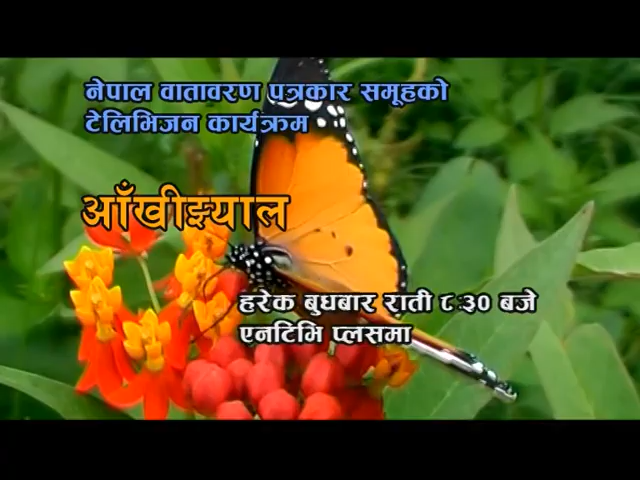 नेपाल वातावरण पत्रकार समूहको
टेलिभिजन कार्यक्रम
आँखीझ्याल
हरेक बुधबार राती ८:३० बजे
एनटिभि प्लसमा